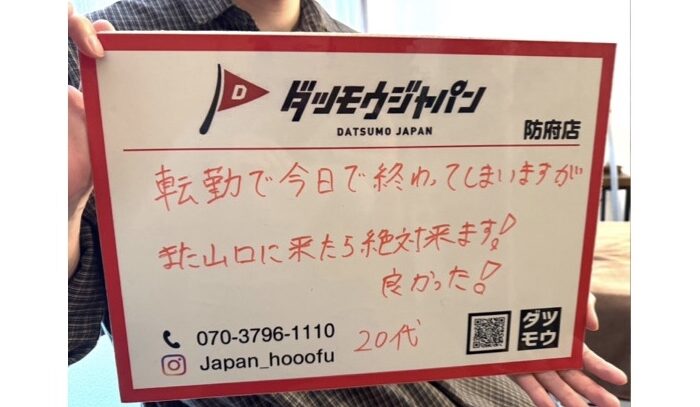 D ダツモウジャパン
DATSUMO JAPAN
防府店
転勤で今日で終わってしまいますが
また山口に来たら絶対来ます!
良かった!
070-3796-1110
Japan_hooofu
20代
ダツ
モウ